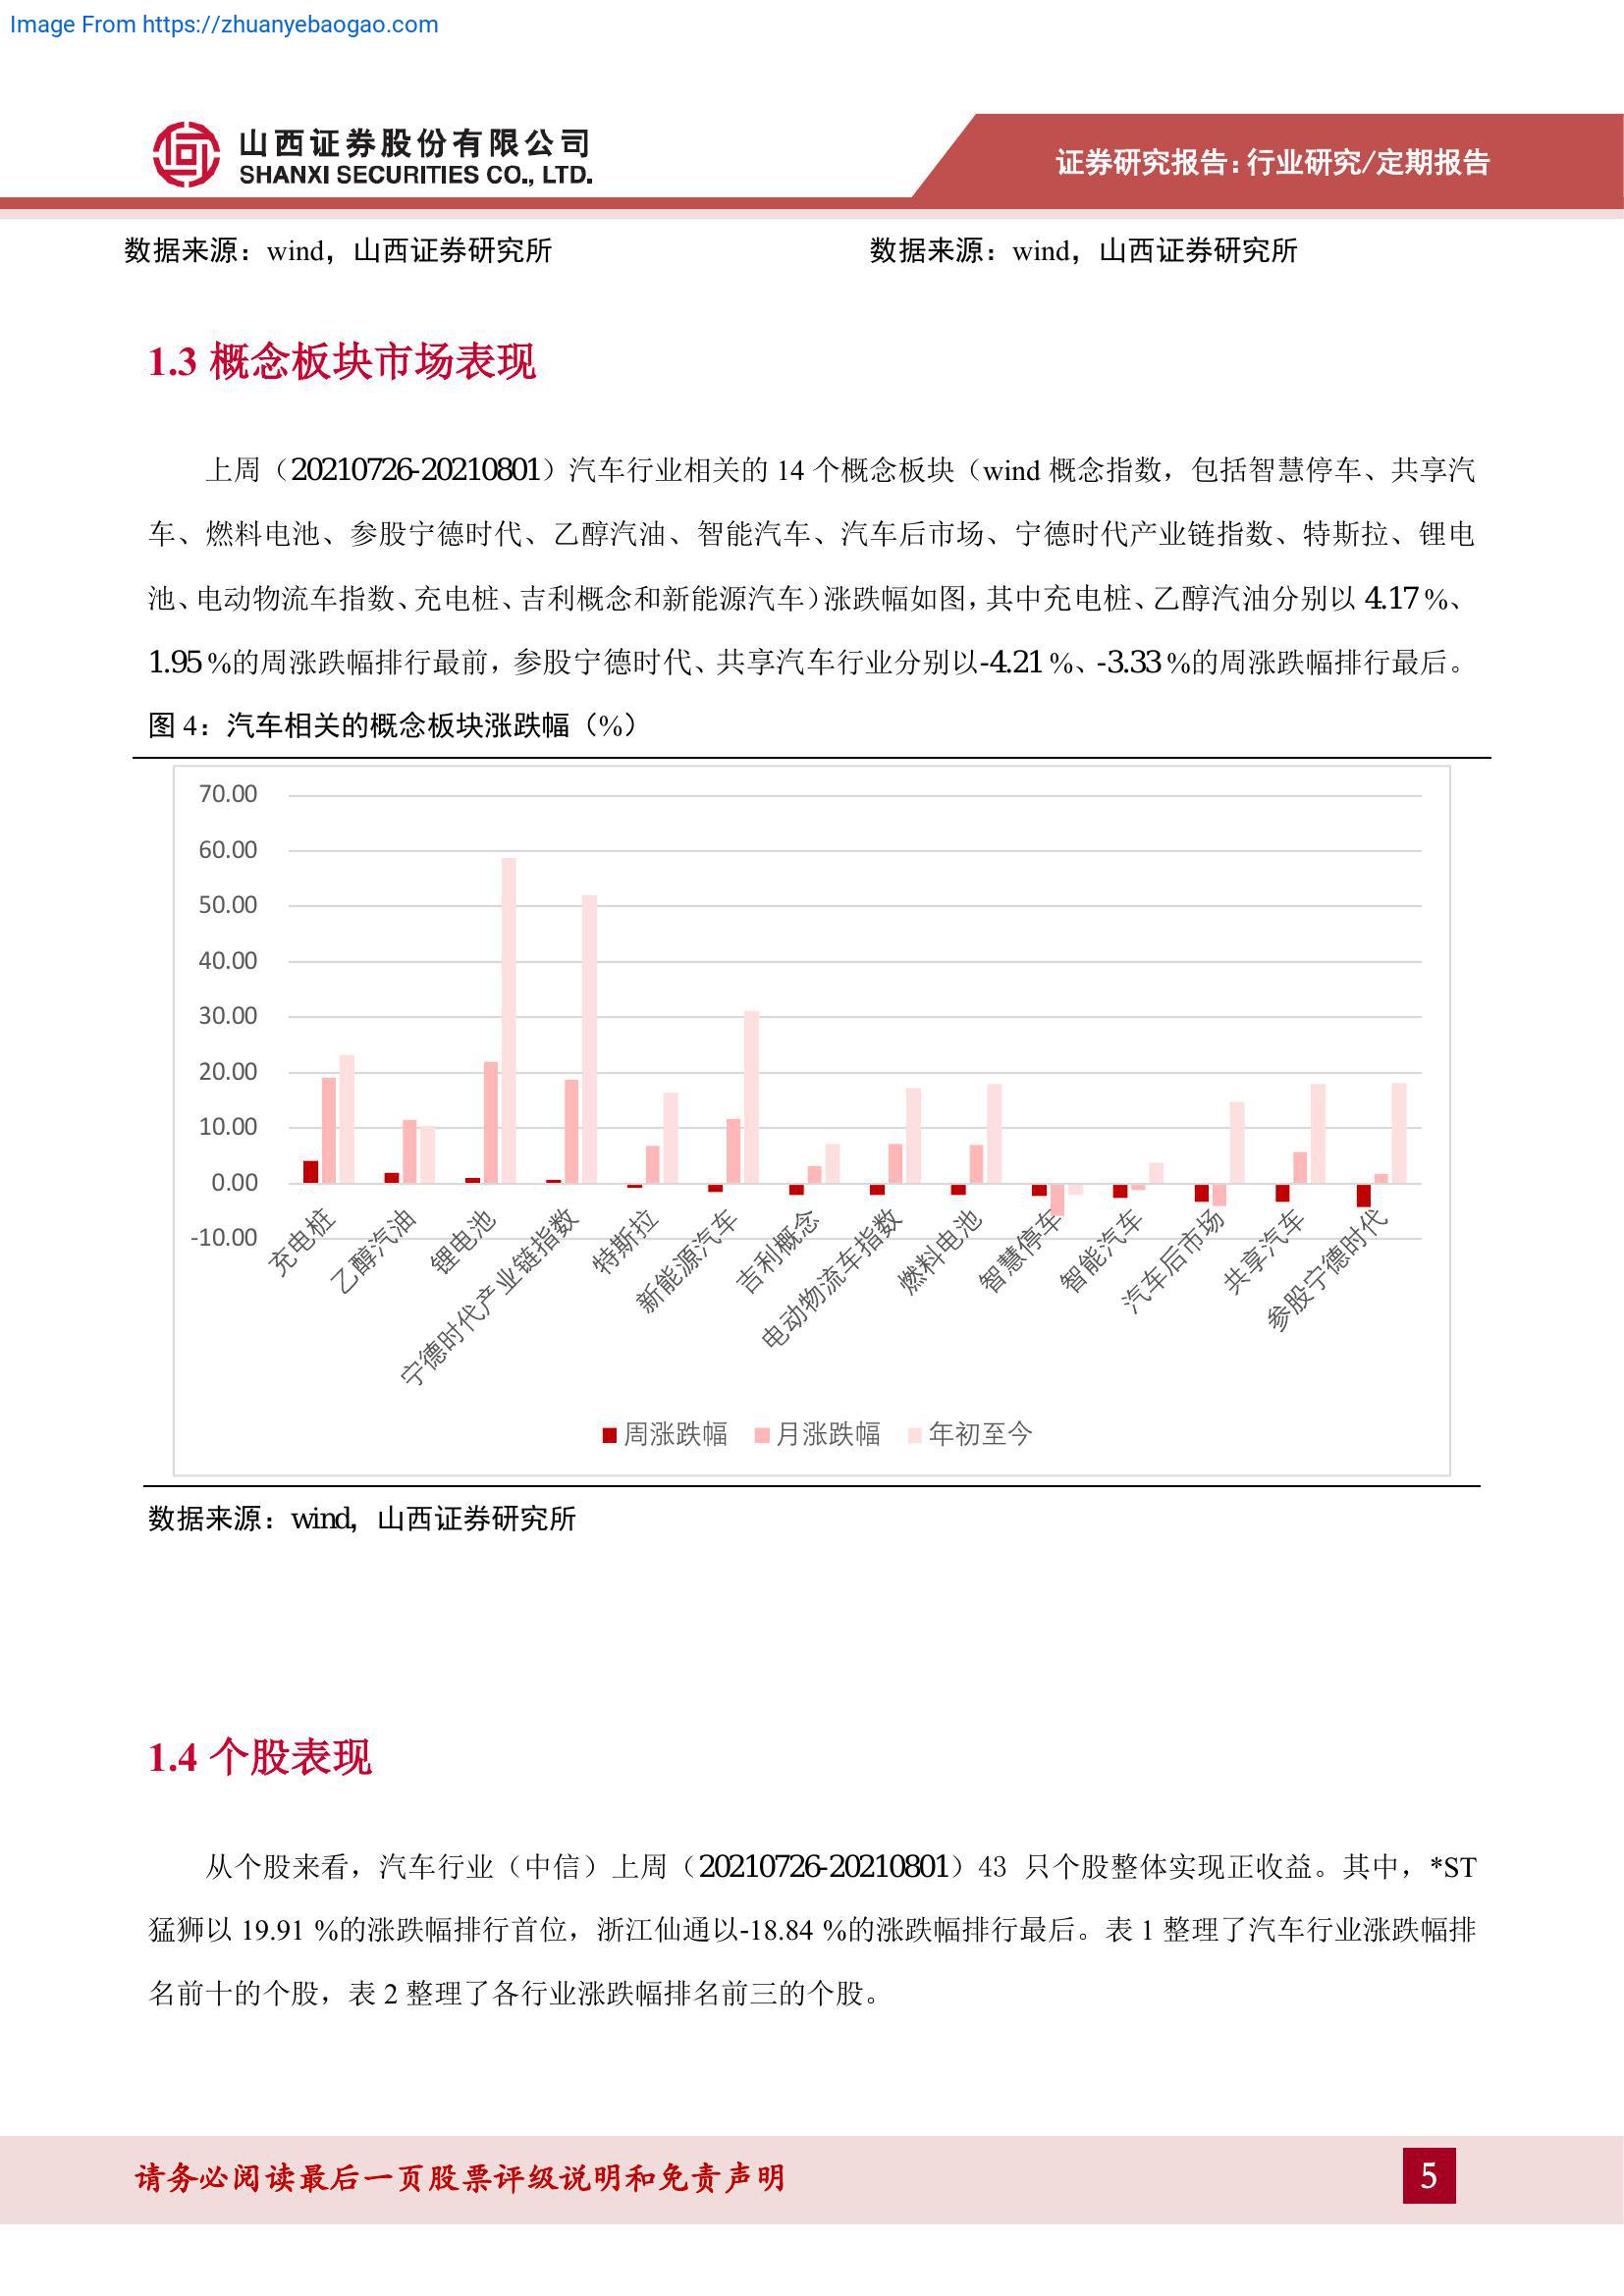 Image From https://zhuanyebaogao.com
山西证券股份有限公司
SHANXI SECURITIES CO., LTD.
证券研究报告：行业研究/定期报告
数据来源：wind，山西证券研究所
数据来源：wind，山西证券研究所
1.3 概念板块市场表现
上周（20210726-20210801）汽车行业相关的 14 个概念板块（wind 概念指数，包括智慧停车、共享汽
车、燃料电池、参股宁德时代、乙醇汽油、智能汽车、汽车后市场、宁德时代产业链指数、特斯拉、锂电
池、电动物流车指数、充电桩、吉利概念和新能源汽车）涨跌幅如图，其中充电桩、乙醇汽油分别以 4.17 %、
1.95 %的周涨跌幅排行最前，参股宁德时代、共享汽车行业分别以-4.21 %、-3.33 %的周涨跌幅排行最后。
图 4：汽车相关的概念板块涨跌幅（%）
70.00
60.00
50.00
40.00
30.00
20.00
10.00
0.00
-10.00
充电桩
乙醇汽油
锂电池
宁德时代产业链指数
特斯拉
新能源汽车
吉利概念
电动物流车指数
燃料电池
智慧停车
智能汽车
汽车后市场
共享汽车
参股宁德时代
周涨跌幅 月涨跌幅 年初至今
数据来源：wind，山西证券研究所
1.4 个股表现
从个股来看，汽车行业（中信）上周（20210726-20210801）43 只个股整体实现正收益。其中，*ST
猛狮以 19.91 %的涨跌幅排行首位，浙江仙通以-18.84 %的涨跌幅排行最后。表 1 整理了汽车行业涨跌幅排
名前十的个股，表 2 整理了各行业涨跌幅排名前三的个股。
请务必阅读最后一页股票评级说明和免责声明
5